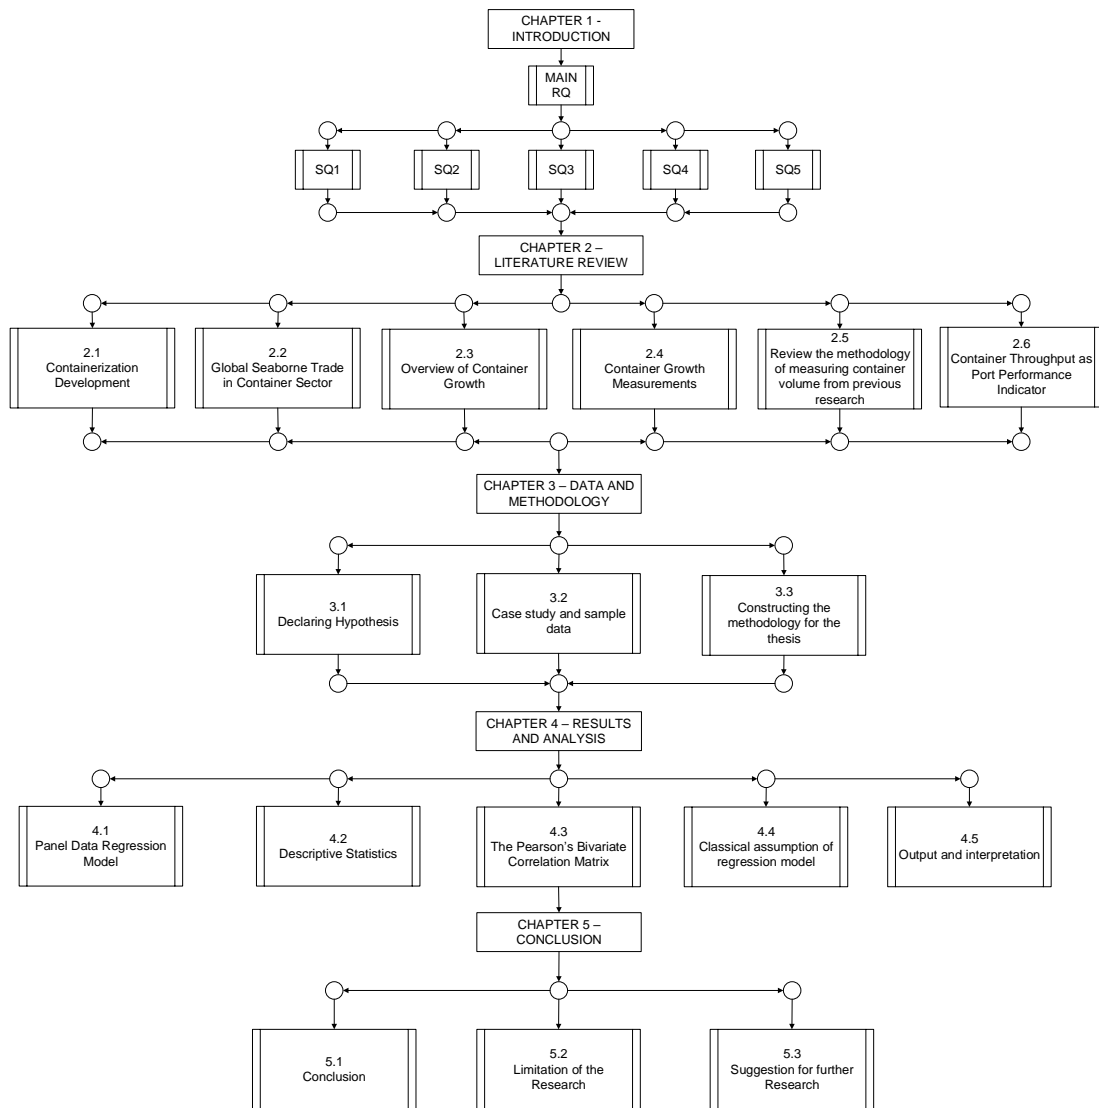 CHAPTER 1 -
INTRODUCTION
MAIN
RQ
SQ1
SQ2
SQ3
SQ4
SQ5
CHAPTER 2 –
LITERATURE REVIEW
2.1
Containerization
Development
2.2
Global Seaborne Trade
in Container Sector
2.3
Overview of Container
Growth
2.4
Container Growth
Measurements
2.5
Review the methodology
of measuring container
volume from previous
research
2.6
Container Throughput as
Port Performance
Indicator
CHAPTER 3 – DATA AND
METHODOLOGY
3.1
Declaring Hypothesis
3.2
Case study and sample
data
3.3
Constructing the
methodology for the
thesis
CHAPTER 4 – RESULTS
AND ANALYSIS
4.1
Panel Data Regression
Model
4.2
Descriptive Statistics
4.3
The Pearson's Bivariate
Correlation Matrix
4.4
Classical assumption of
regression model
4.5
Output and interpretation
CHAPTER 5 –
CONCLUSION
5.1
Conclusion
5.2
Limitation of the
Research
5.3
Suggestion for further
Research